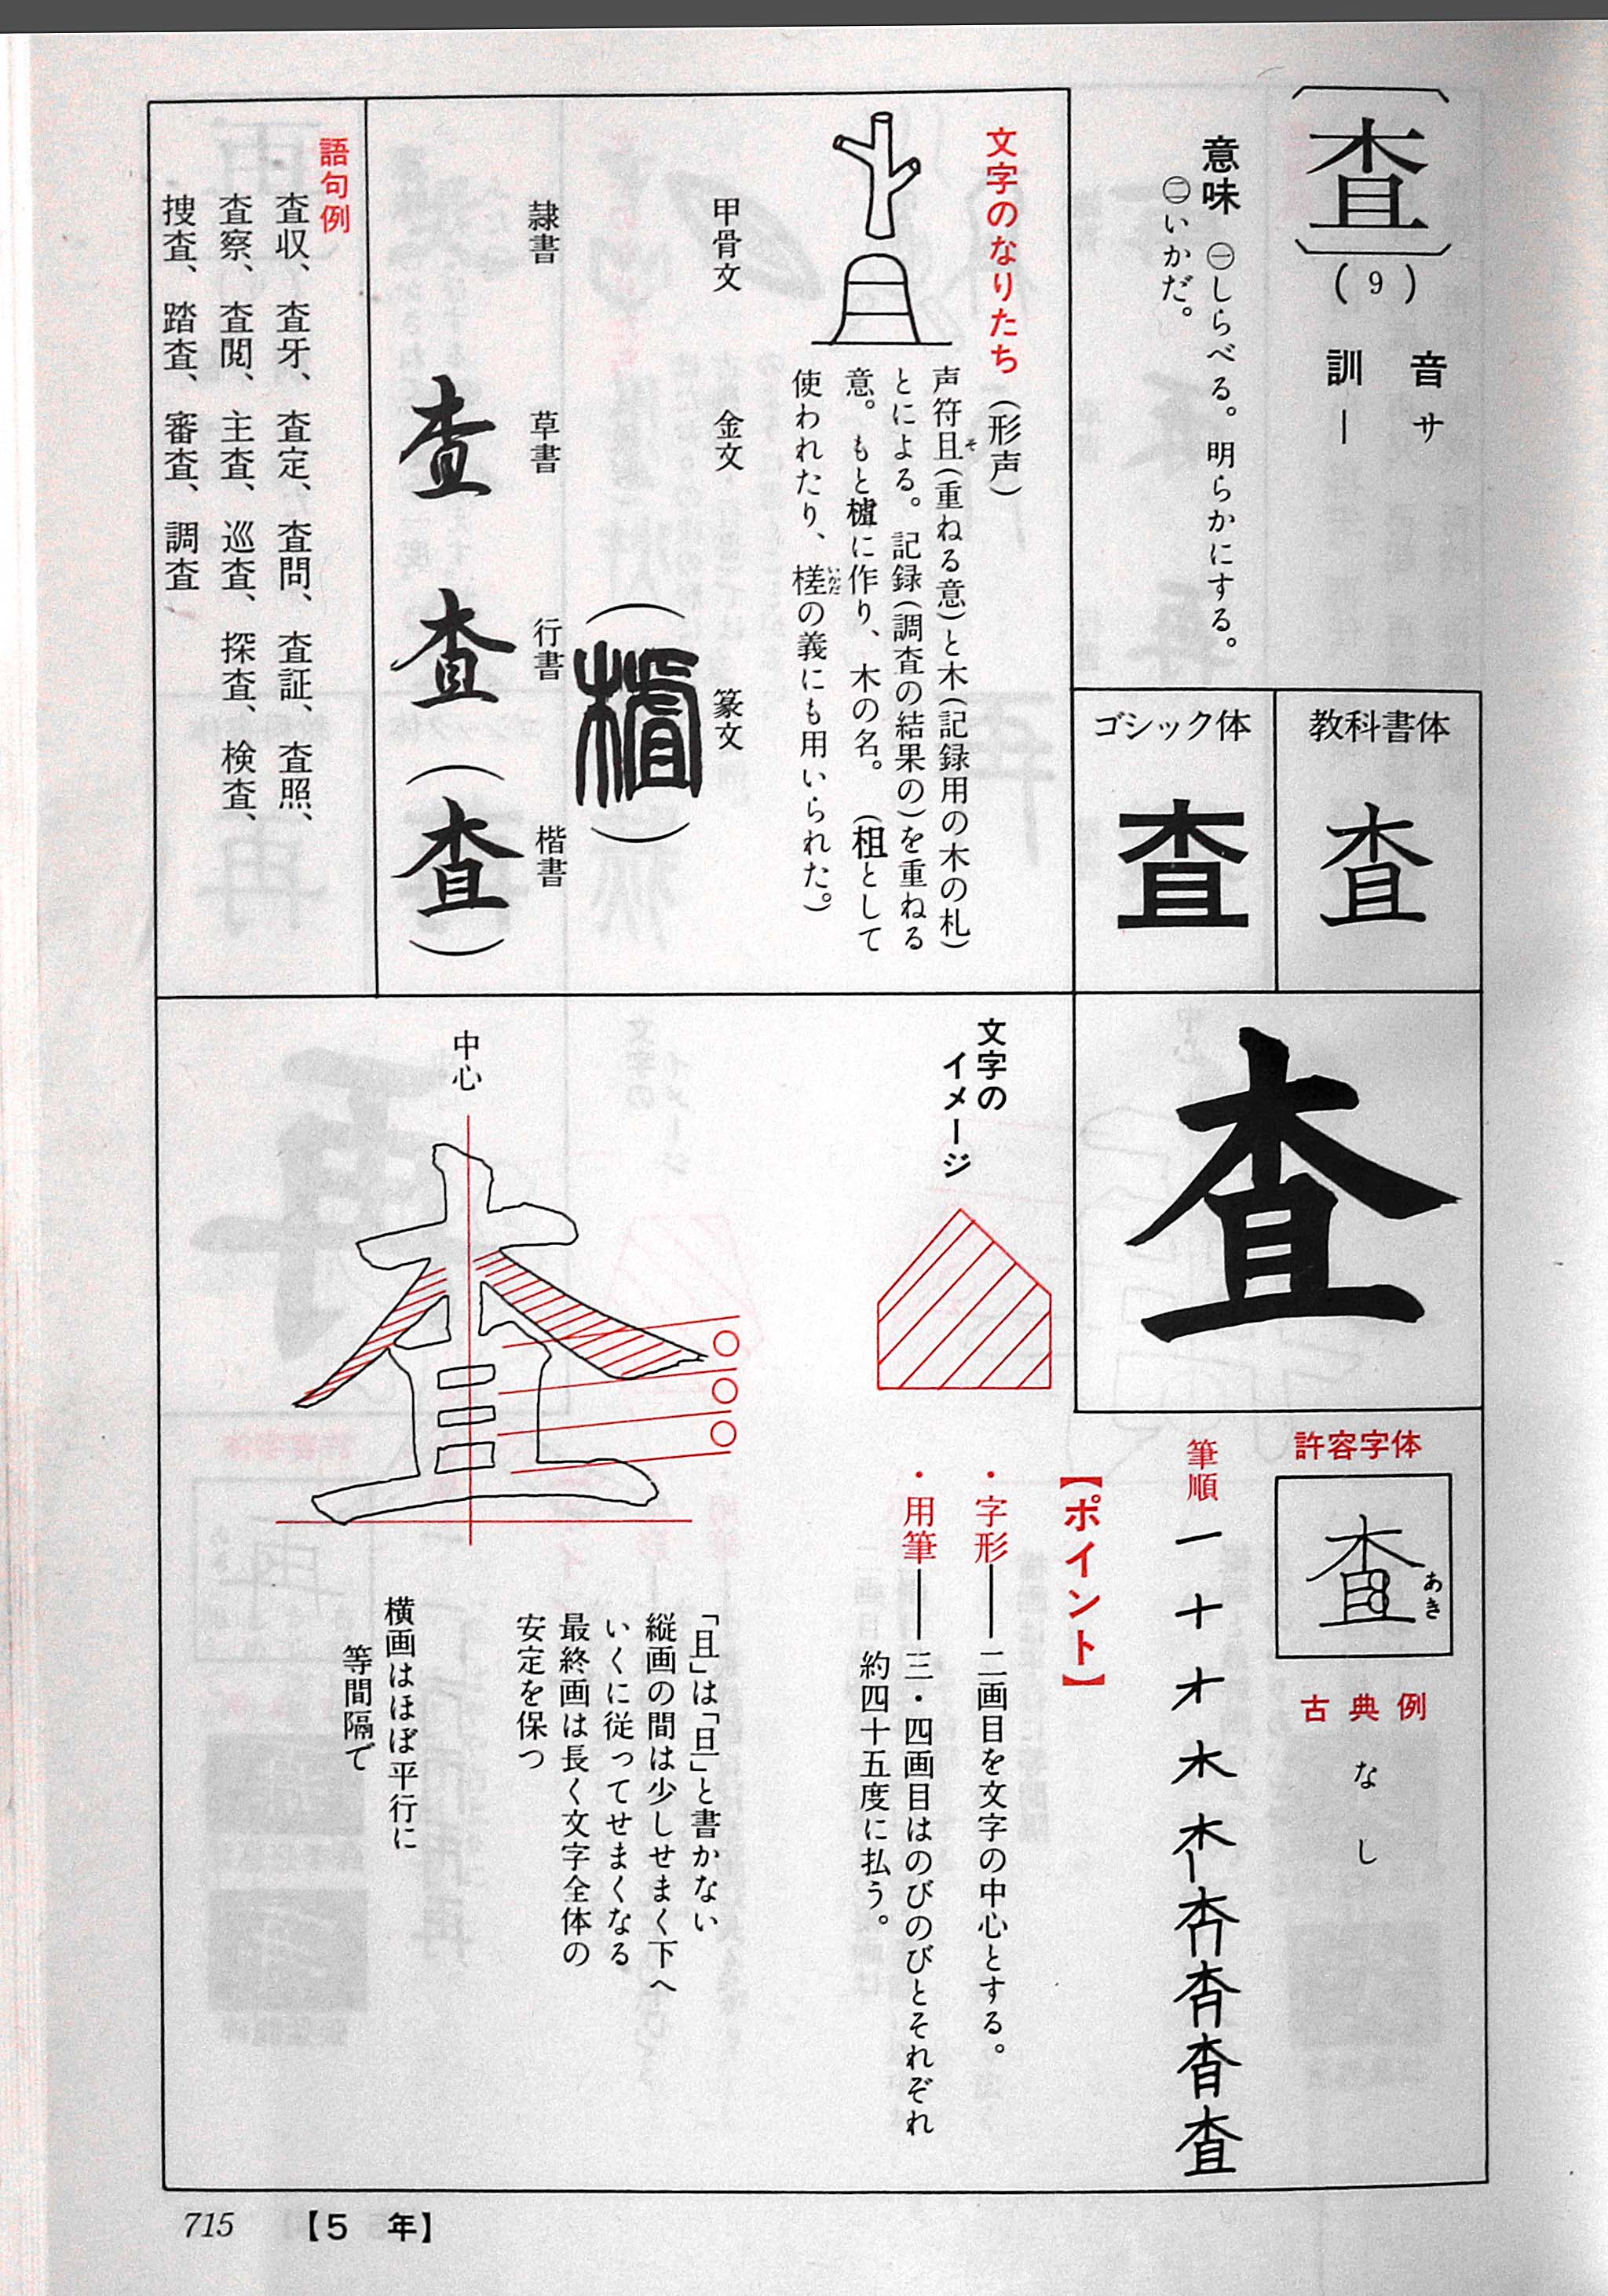 〔査〕(9)
音 サ
訓 ―
意味 ㊀しらべる。明らかにする。
㊁いかだ。
教科書体
査
ゴシック体
査
文字のなりたち(形声)
声符且(重ねる意)と木(記録用の木の札)
そ
とによる。記録(調査の結果の)を重ねる
意。もと樝に作り、木の名。(柤として
使われたり、槎の義にも用いられた。)
いかだ
甲骨文
金文
篆文
(樝)
隷書
草書
行書
楷書
査
査
(査)
語句例
査収、査牙、査定、査問、査証、査照、
査察、査閲、主査、巡査、探査、検査、
捜査、踏査、審査、調査
査
許容字体
査
あき
古典例
なし
筆順
一 十 才 木 木 杏 杳 査
文字の
イメージ
【ポイント】
・字形――二画目を文字の中心とする。
・用筆――三・四画目はのびのびとそれぞれ
約四十五度に払う。
中心
査
「且」は「旦」と書かない
縦画の間は少しせまく下へ
いくに従ってせまくなる
最終画は長く文字全体の
安定を保つ
横画はほぼ平行に
等間隔で
715 【5 年】